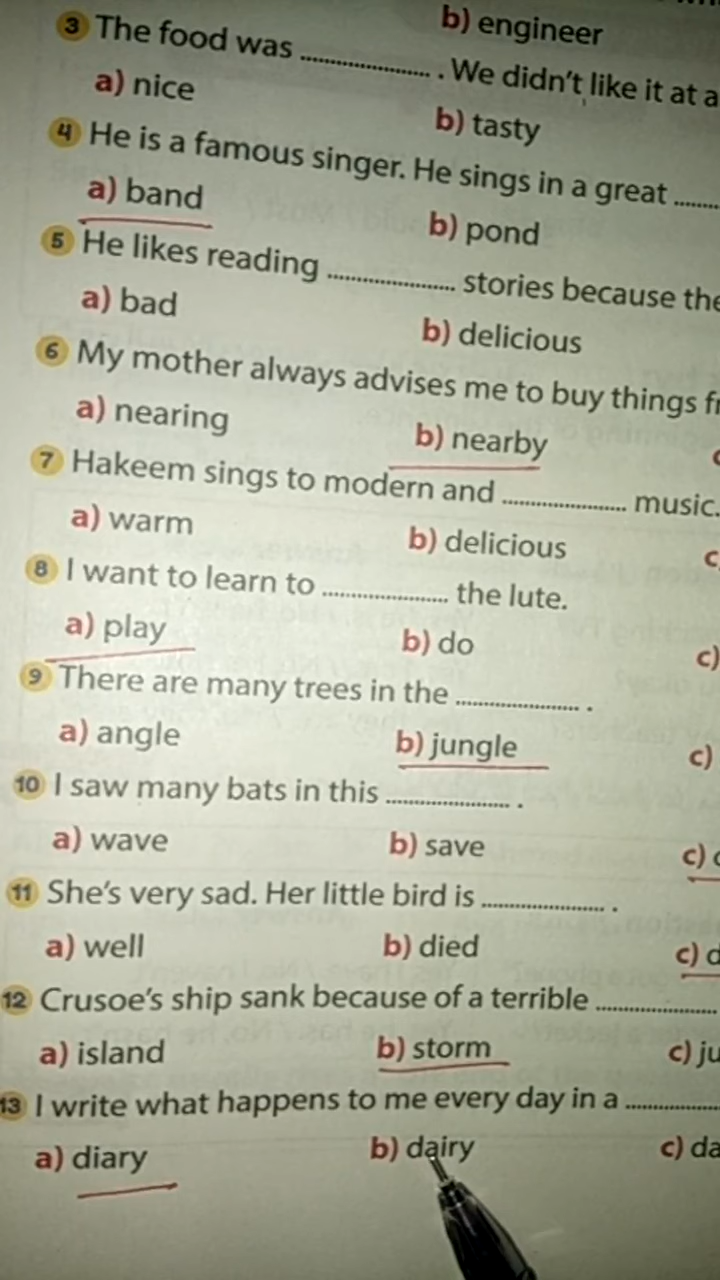 b) engineer
3 The food was .................... . We didn't like it at a
a) nice b) tasty
4 He is a famous singer. He sings in a great .......
a) band b) pond
5 He likes reading .................... stories because the
a) bad b) delicious
6 My mother always advises me to buy things fr
a) nearing b) nearby
7 Hakeem sings to modern and .................... music.
a) warm b) delicious c
8 I want to learn to .................... the lute.
a) play b) do c)
9 There are many trees in the .................... .
a) angle b) jungle c)
10 I saw many bats in this .................... .
a) wave b) save c) c
11 She's very sad. Her little bird is .................... .
a) well b) died c) d
12 Crusoe's ship sank because of a terrible ....................
a) island b) storm c) ju
13 I write what happens to me every day in a ...............
a) diary b) dairy c) da